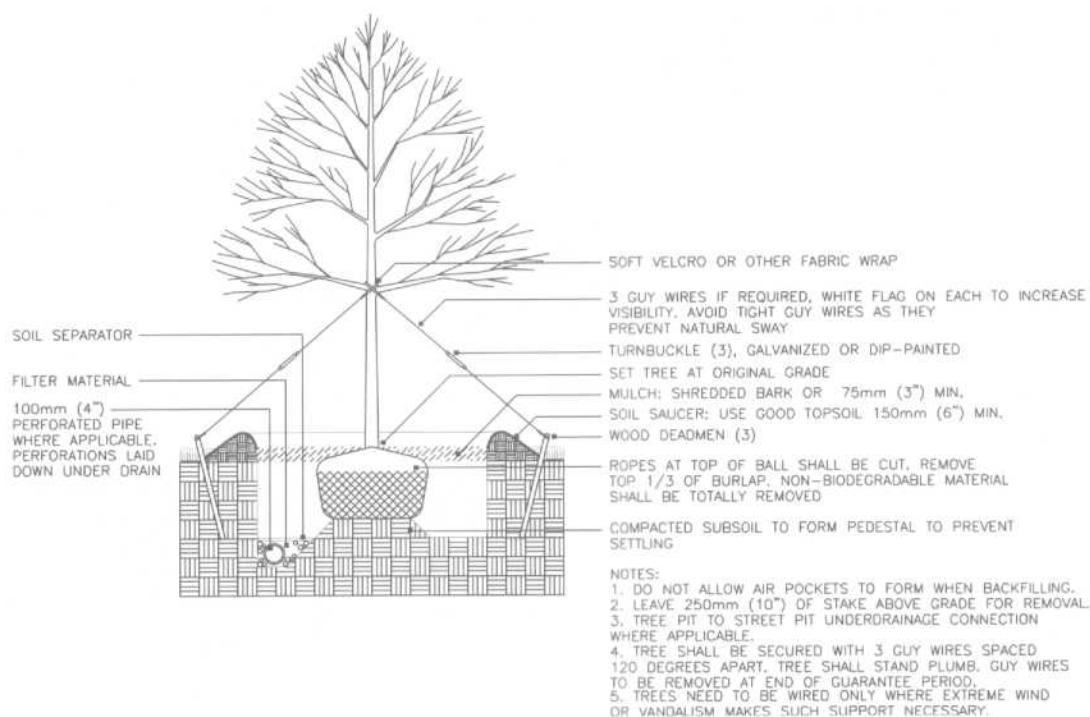 SOFT VELCRO OR OTHER FABRIC WRAP
3 GUY WIRES IF REQUIRED, WHITE FLAG ON EACH TO INCREASE
VISIBILITY. AVOID TIGHT GUY WIRES AS THEY
PREVENT NATURAL SWAY
TURNBUCKLE (3), GALVANIZED OR DIP-PAINTED
SET TREE AT ORIGINAL GRADE
MULCH: SHREDDED BARK OR 75mm (3") MIN.
SOIL SAUCER: USE GOOD TOPSOIL 150mm (6") MIN.
WOOD DEADMEN (3)
ROPES AT TOP OF BALL SHALL BE CUT. REMOVE
TOP 1/3 OF BURLAP. NON-BIODEGRADABLE MATERIAL
SHALL BE TOTALLY REMOVED
COMPACTED SUBSOIL TO FORM PEDESTAL TO PREVENT
SETTLING
SOIL SEPARATOR
FILTER MATERIAL
100mm (4")
PERFORATED PIPE
WHERE APPLICABLE.
PERFORATIONS LAID
DOWN UNDER DRAIN
NOTES:
1. DO NOT ALLOW AIR POCKETS TO FORM WHEN BACKFILLING.
2. LEAVE 250mm (10") OF STAKE ABOVE GRADE FOR REMOVAL.
3. TREE PIT TO STREET PIT UNDERDRAINAGE CONNECTION
WHERE APPLICABLE.
4. TREE SHALL BE SECURED WITH 3 GUY WIRES SPACED
120 DEGREES APART. TREE SHALL STAND PLUMB. GUY WIRES
TO BE REMOVED AT END OF GUARANTEE PERIOD.
5. TREES NEED TO BE WIRED ONLY WHERE EXTREME WIND
OR VANDALISM MAKES SUCH SUPPORT NECESSARY.